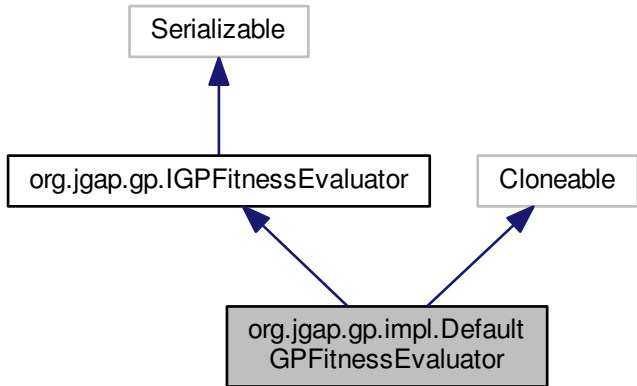 Serializable
org.jgap.gp.IGPFitnessEvaluator
Cloneable
org.jgap.gp.impl.Default
GPFitnessEvaluator